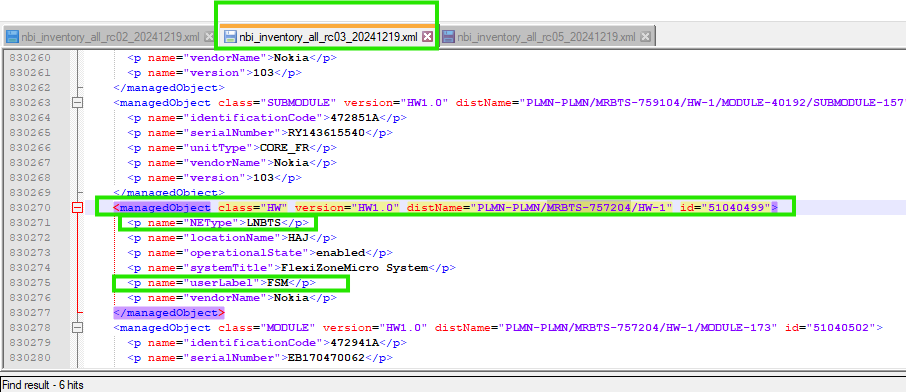 nbi_inventory_all_rc02_20241219.xml nbi_inventory_all_rc03_20241219.xml nbi_inventory_all_rc05_20241219.xml
830260 <p name="vendorName">Nokia</p>
830261 <p name="version">103</p>
830262 </managedObject>
830263 <managedObject class="SUBMODULE" version="HW1.0" distName="PLMN-PLMN/MRBTS-759104/HW-1/MODULE-40192/SUBMODULE-157
830264 <p name="identificationCode">472851A</p>
830265 <p name="serialNumber">RY143615540</p>
830266 <p name="unitType">CORE_FR</p>
830267 <p name="vendorName">Nokia</p>
830268 <p name="version">103</p>
830269 </managedObject>
830270 <managedObject class="HW" version="HW1.0" distName="PLMN-PLMN/MRBTS-757204/HW-1" id="51040499">
830271 <p name="NEType">LNBTS</p>
830272 <p name="locationName">HAJ</p>
830273 <p name="operationalState">enabled</p>
830274 <p name="systemTitle">FlexiZoneMicro System</p>
830275 <p name="userLabel">FSM</p>
830276 <p name="vendorName">Nokia</p>
830277 </managedObject>
830278 <managedObject class="MODULE" version="HW1.0" distName="PLMN-PLMN/MRBTS-757204/HW-1/MODULE-173" id="51040502">
830279 <p name="identificationCode">472941A</p>
830280 <p name="serialNumber">EB170470062</p>
Find result - 6 hits